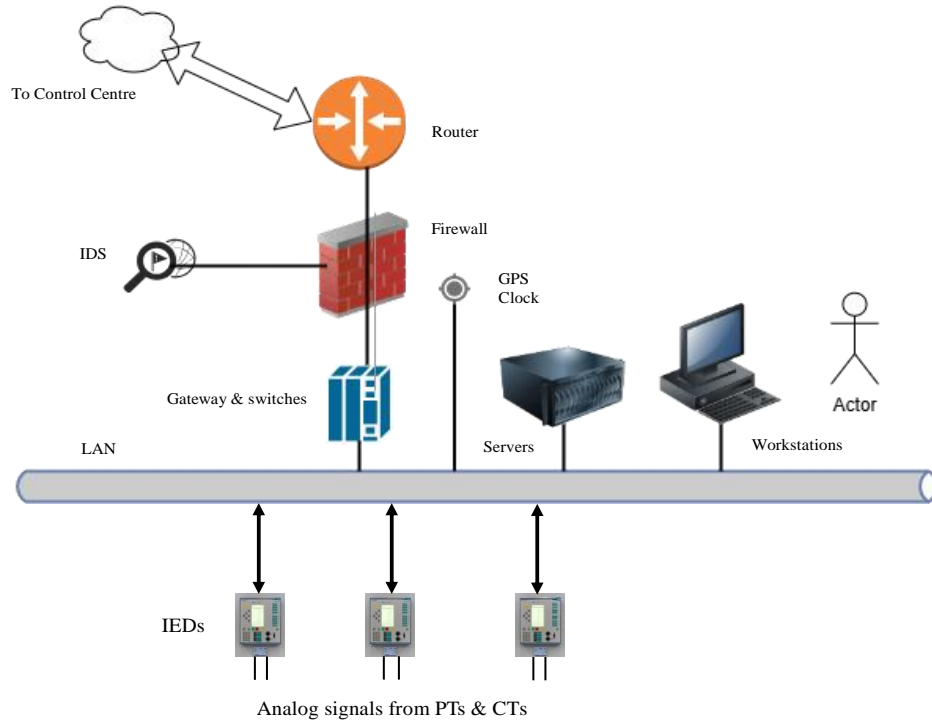 To Control Centre
Router
Firewall
IDS
GPS
Clock
Gateway & switches
Actor
LAN
Servers
Workstations
IEDs
Analog signals from PTs & CTs